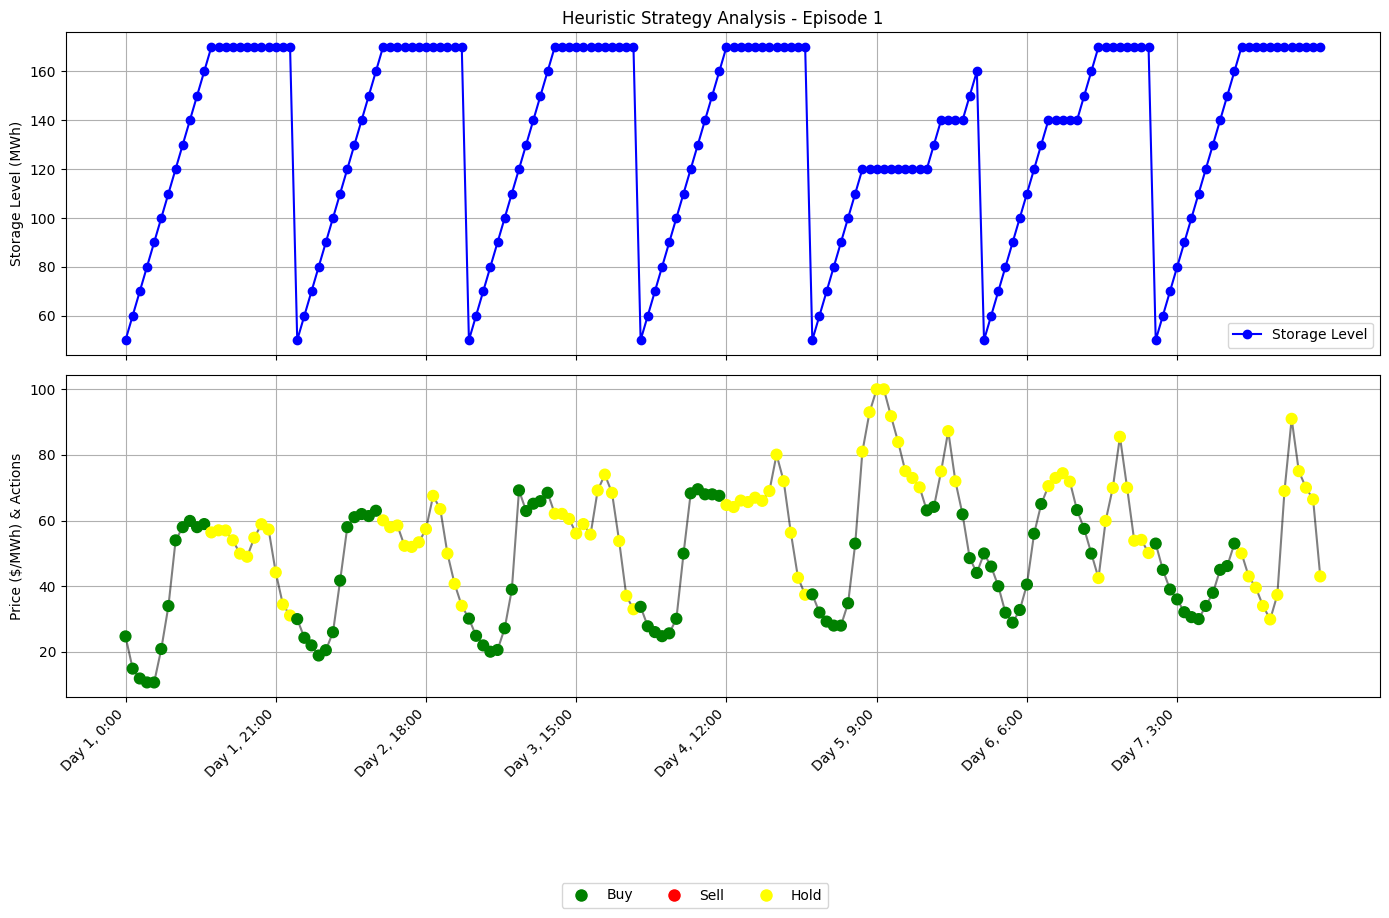 Heuristic Strategy Analysis - Episode 1
Storage Level (MWh)
160
140
120
100
80
60
Storage Level
Price ($/MWh) & Actions
100
80
60
40
20
Day 1, 0:00
Day 1, 21:00
Day 2, 18:00
Day 3, 15:00
Day 4, 12:00
Day 5, 9:00
Day 6, 6:00
Day 7, 3:00
Buy
Sell
Hold